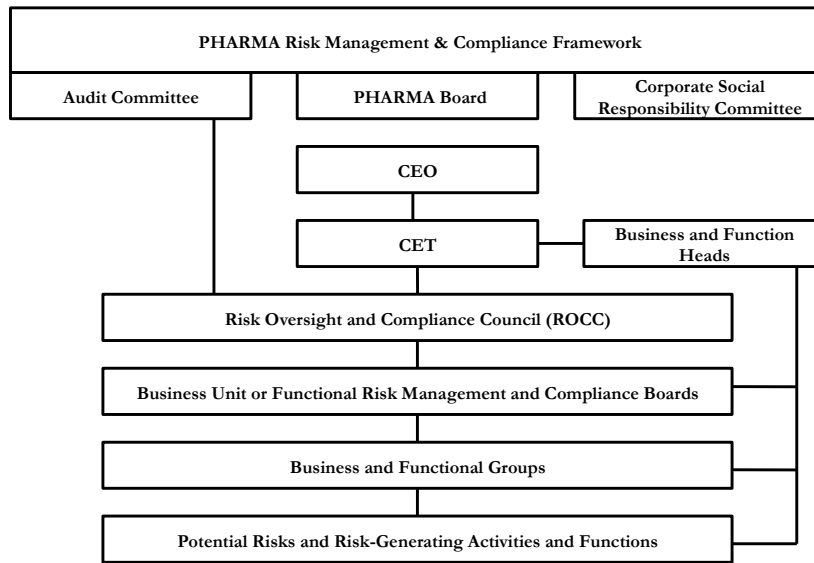 PHARMA Risk Management & Compliance Framework
Audit Committee
PHARMA Board
Corporate Social
Responsibility Committee
CEO
CET
Business and Function
Heads
Risk Oversight and Compliance Council (ROCC)
Business Unit or Functional Risk Management and Compliance Boards
Business and Functional Groups
Potential Risks and Risk-Generating Activities and Functions